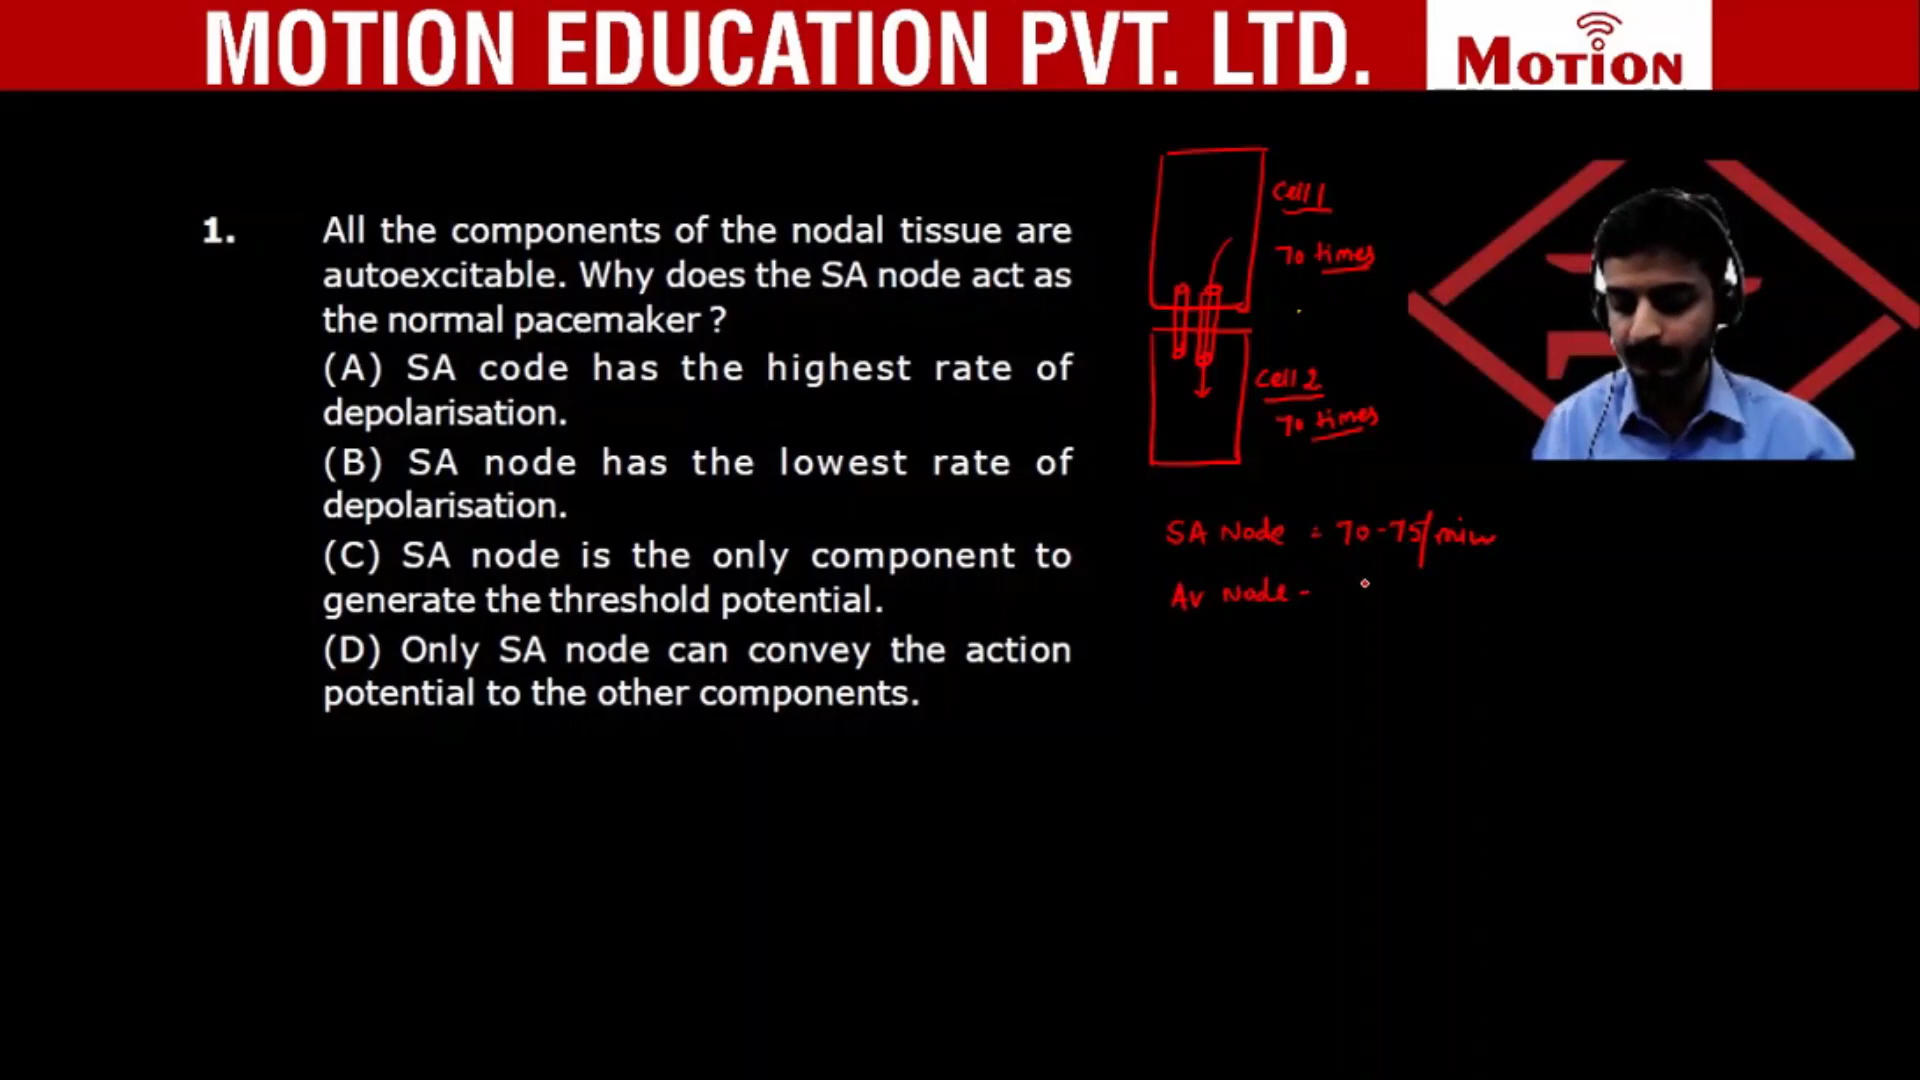 MOTION EDUCATION PVT. LTD.
MOTION
1. All the components of the nodal tissue are
autoexcitable. Why does the SA node act as
the normal pacemaker ?
(A) SA code has the highest rate of
depolarisation.
(B) SA node has the lowest rate of
depolarisation.
(C) SA node is the only component to
generate the threshold potential.
(D) Only SA node can convey the action
potential to the other components.
Cell 1
70 times
Cell 2
70 times
SA Node = 70-75/min
AV Node -